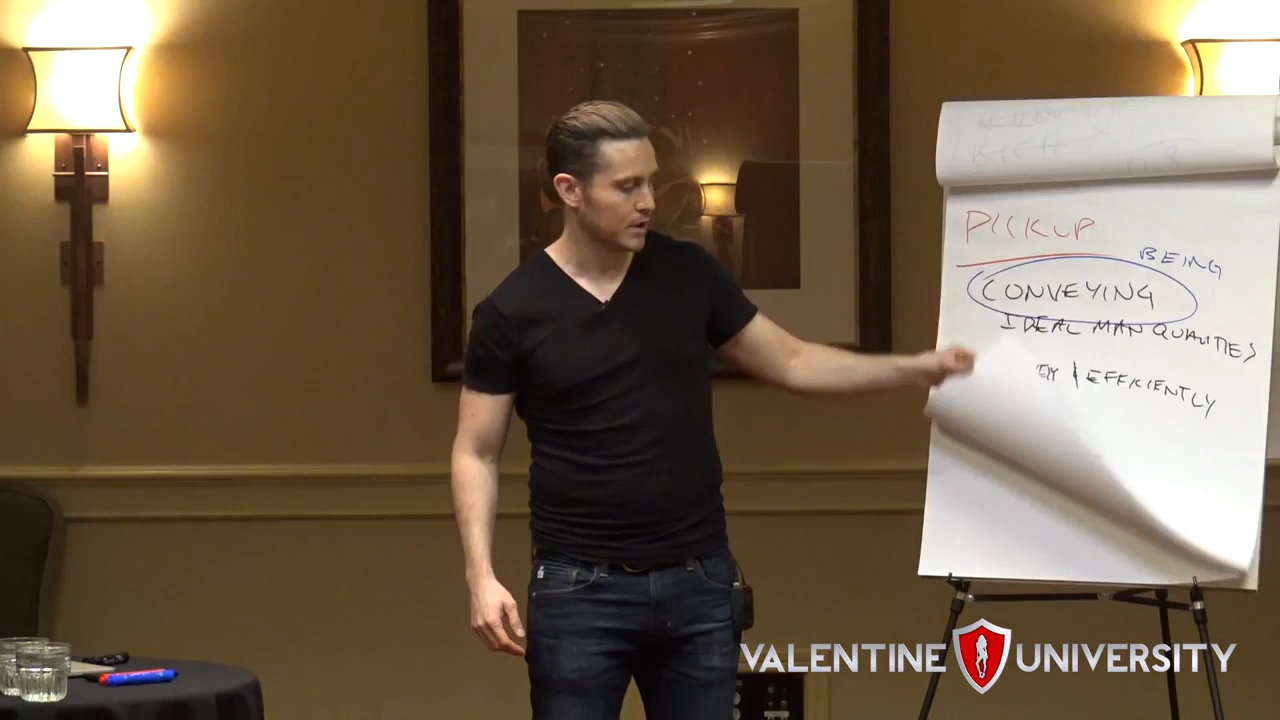 PICKUP
BEING
CONVEYING
IDEAL MAN QUALITIES
EFFICIENTLY
VALENTINE UNIVERSITY